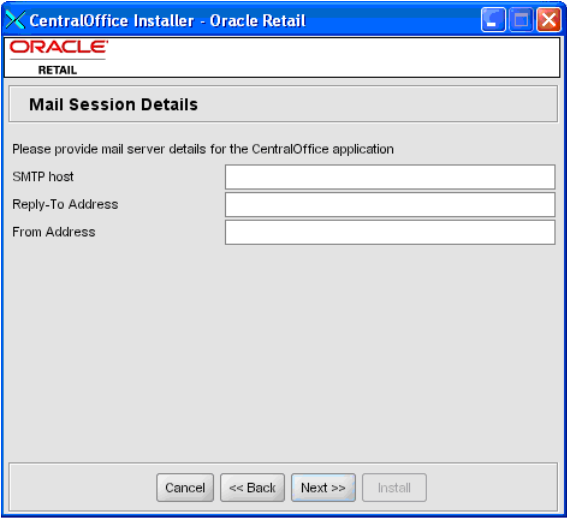 CentralOffice Installer - Oracle Retail
ORACLE
RETAIL
Mail Session Details
Please provide mail server details for the CentralOffice application
SMTP host
Reply-To Address
From Address
Cancel << Back Next >> Install